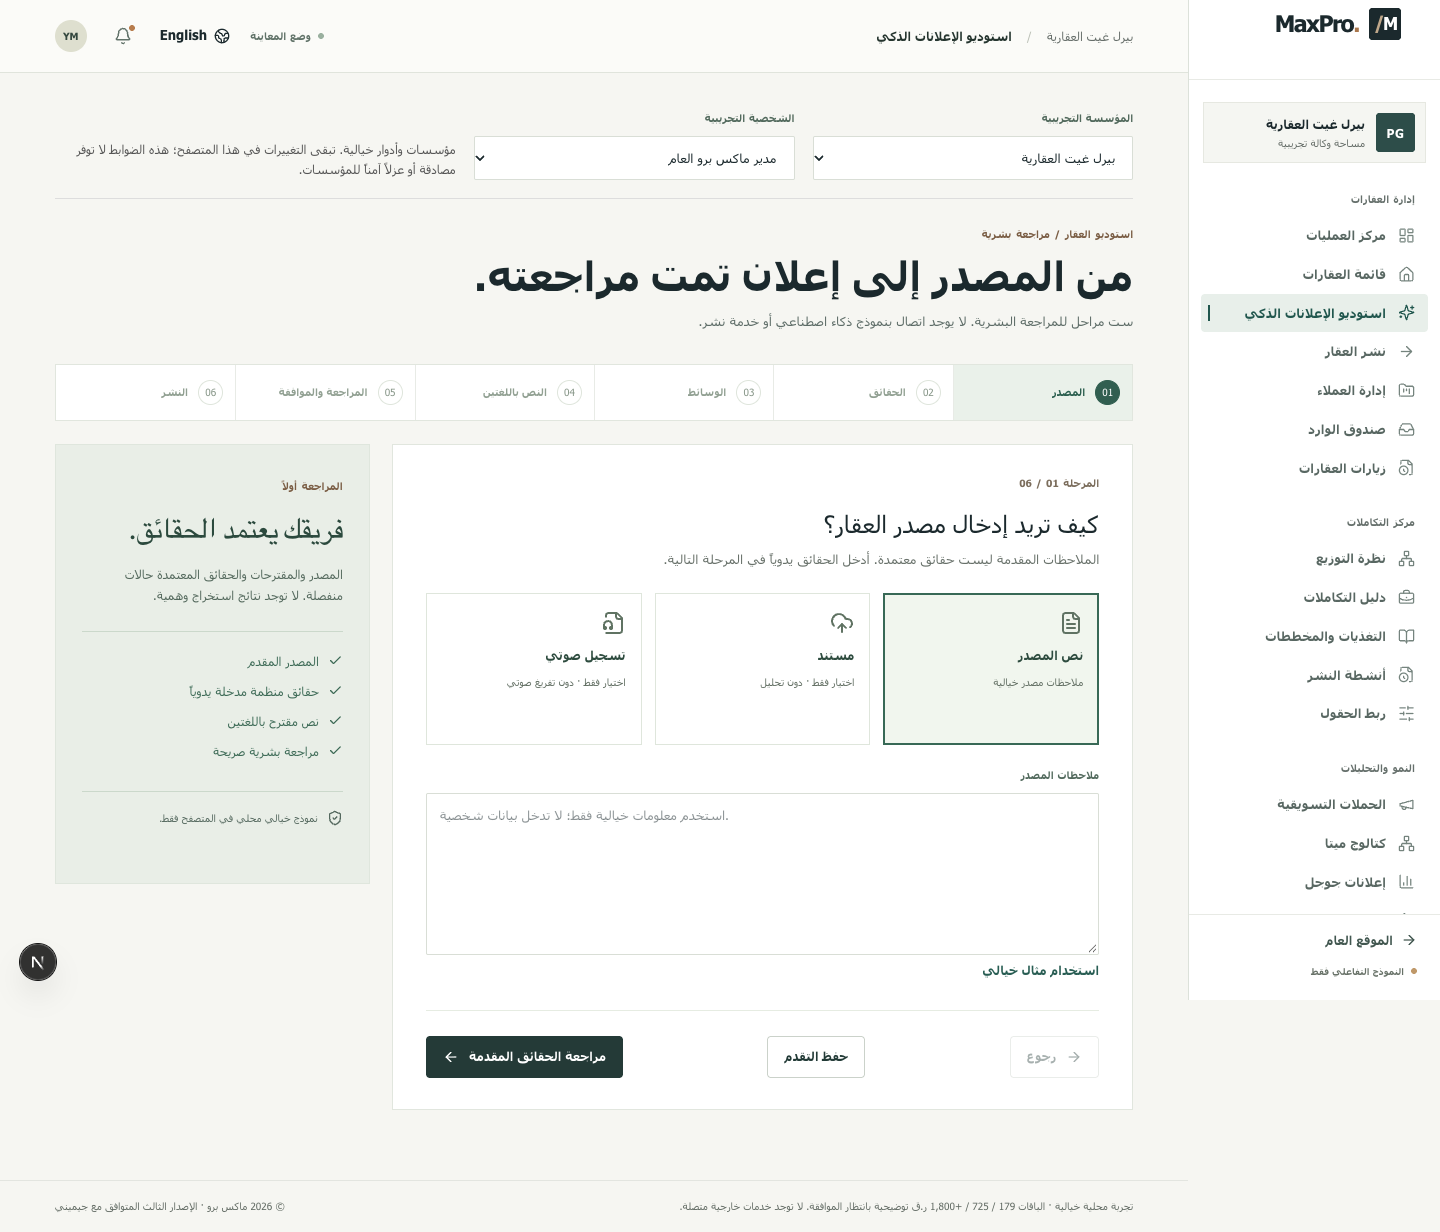 MaxPro.
/M
بيرل غيت العقارية / استوديو الإعلانات الذكي
وضع المعاينة
English
YM
PG
بيرل غيت العقارية
مساحة وكالة تجريبية
إدارة العقارات
مركز العمليات
قائمة العقارات
استوديو الإعلانات الذكي
نشر العقار
إدارة العملاء
صندوق الوارد
زيارات العقارات
مركز التكاملات
نظرة التوزيع
دليل التكاملات
التغذيات والمخططات
أنشطة النشر
ربط الحقول
النمو والتحليلات
الحملات التسويقية
كتالوج ميتا
إعلانات جوجل
الموقع العام
النموذج التفاعلي فقط
المؤسسة التجريبية
بيرل غيت العقارية
الشخصية التجريبية
مدير ماكس برو العام
مؤسسات وأدوار خيالية. تبقى التغييرات في هذا المتصفح؛ هذه الضوابط لا توفر
مصادقة أو عزلاً آمناً للمؤسسات.
استوديو العقار / مراجعة بشرية
من المصدر إلى إعلان تمت مراجعته.
ست مراحل للمراجعة البشرية. لا يوجد اتصال بنموذج ذكاء اصطناعي أو خدمة نشر.
01 المصدر
02 الحقائق
03 الوسائط
04 النص باللغتين
05 المراجعة والموافقة
06 النشر
المرحلة 01 / 06
كيف تريد إدخال مصدر العقار؟
الملاحظات المقدمة ليست حقائق معتمدة. أدخل الحقائق يدوياً في المرحلة التالية.
نص المصدر
ملاحظات مصدر خيالية
مستند
اختيار فقط · دون تحليل
تسجيل صوتي
اختيار فقط · دون تفريغ صوتي
ملاحظات المصدر
استخدم معلومات خيالية فقط؛ لا تدخل بيانات شخصية.
استخدام مثال خيالي
رجوع
حفظ التقدم
مراجعة الحقائق المقدمة
المراجعة أولاً
فريقك يعتمد الحقائق.
المصدر والمقترحات والحقائق المعتمدة حالات
منفصلة. لا توجد نتائج استخراج وهمية.
المصدر المقدم
حقائق منظمة مدخلة يدوياً
نص مقترح باللغتين
مراجعة بشرية صريحة
نموذج خيالي محلي في المتصفح فقط.
N
تجربة محلية خيالية · الباقات 179 / 725 / +1,800 ر.ق توضيحية بانتظار الموافقة. لا توجد خدمات خارجية متصلة.
© 2026 ماكس برو · الإصدار الثالث المتوافق مع جيميني